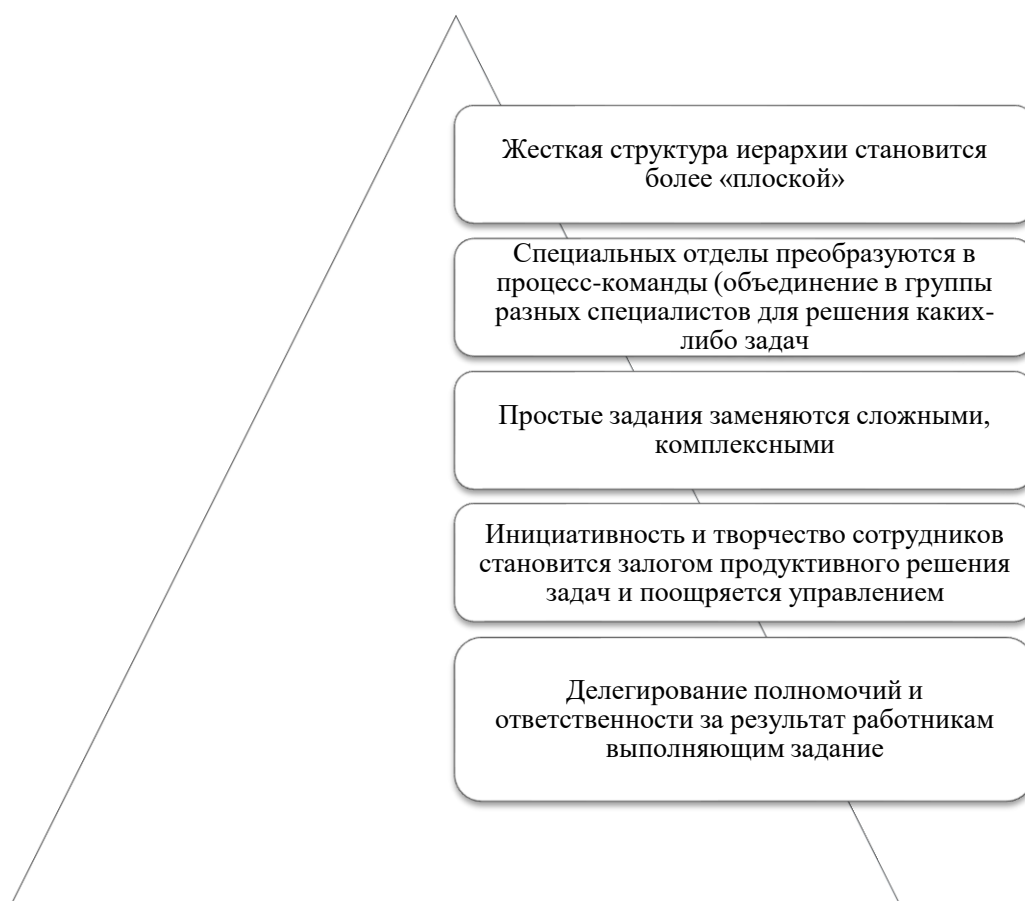 Жесткая структура иерархии становится
более «плоской»
Специальных отделы преобразуются в
процесс-команды (объединение в группы
разных специалистов для решения каких-
либо задач
Простые задания заменяются сложными,
комплексными
Инициативность и творчество сотрудников
становится залогом продуктивного решения
задач и поощряется управлением
Делегирование полномочий и
ответственности за результат работникам
выполняющим задание